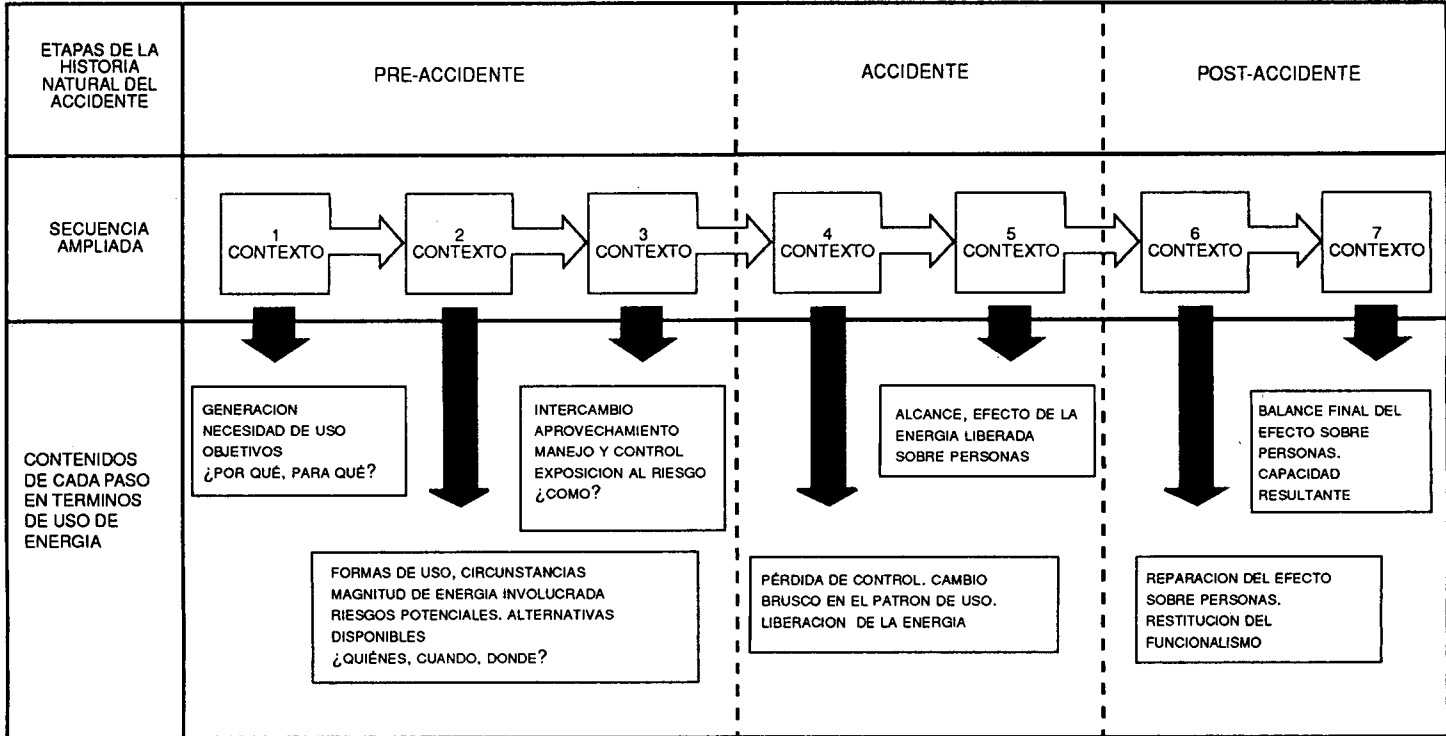 ETAPAS DE LA
HISTORIA
NATURAL DEL
ACCIDENTE
PRE-ACCIDENTE
ACCIDENTE
POST-ACCIDENTE
SECUENCIA
AMPLIADA
1
CONTEXTO
2
CONTEXTO
3
CONTEXTO
4
CONTEXTO
5
CONTEXTO
6
CONTEXTO
7
CONTEXTO
CONTENIDOS
DE CADA PASO
EN TERMINOS
DE USO DE
ENERGIA
GENERACION
NECESIDAD DE USO
OBJETIVOS
¿POR QUÉ, PARA QUÉ?
INTERCAMBIO
APROVECHAMIENTO
MANEJO Y CONTROL
EXPOSICION AL RIESGO
¿COMO?
ALCANCE, EFECTO DE LA
ENERGIA LIBERADA
SOBRE PERSONAS
BALANCE FINAL DEL
EFECTO SOBRE
PERSONAS.
CAPACIDAD
RESULTANTE
FORMAS DE USO, CIRCUNSTANCIAS
MAGNITUD DE ENERGIA INVOLUCRADA
RIESGOS POTENCIALES. ALTERNATIVAS
DISPONIBLES
¿QUIÉNES, CUANDO, DONDE?
PÉRDIDA DE CONTROL. CAMBIO
BRUSCO EN EL PATRON DE USO.
LIBERACION DE LA ENERGIA
REPARACION DEL EFECTO
SOBRE PERSONAS.
RESTITUCION DEL
FUNCIONALISMO